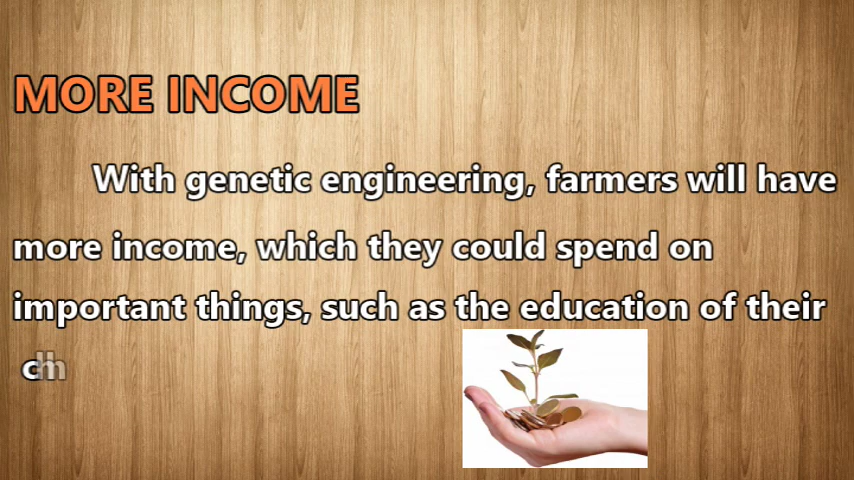 MORE INCOME
With genetic engineering, farmers will have
more income, which they could spend on
important things, such as the education of their